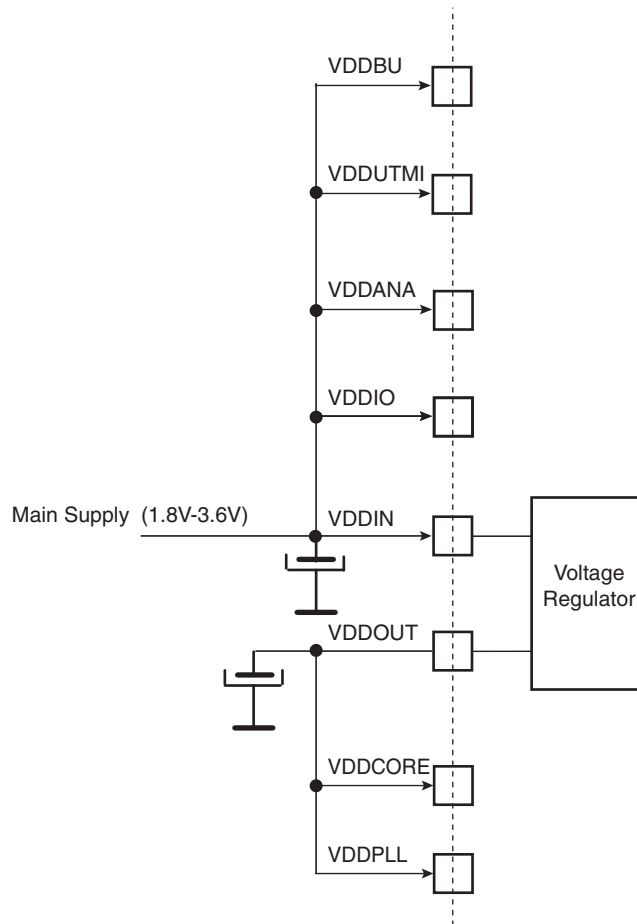 VDDBU
VDDUTMI
VDDANA
VDDIO
Main Supply (1.8V-3.6V)
VDDIN
Voltage
Regulator
VDDOUT
VDDCORE
VDDPLL